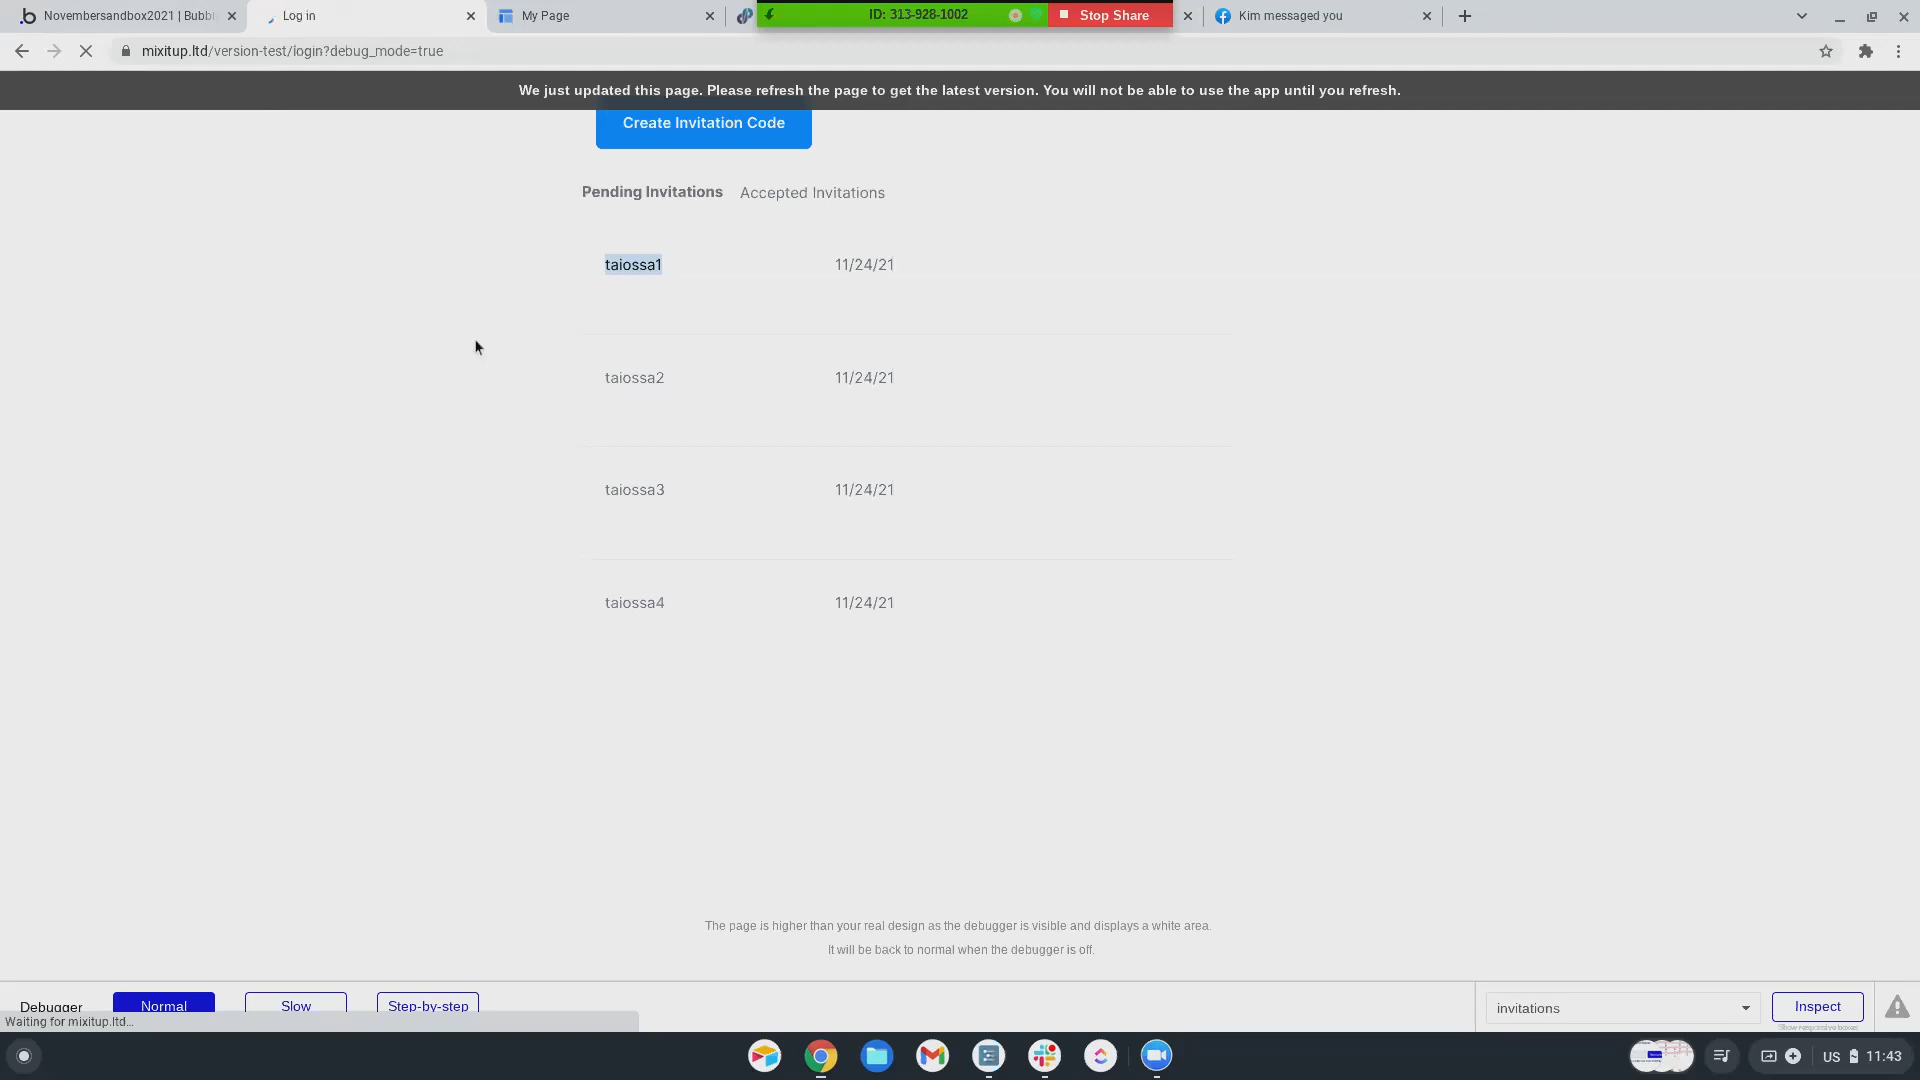 Novembersandbox2021 | Bubbl
Log in
My Page
ID: 313-928-1002
Stop Share
Kim messaged you
mixitup.ltd/version-test/login?debug_mode=true
We just updated this page. Please refresh the page to get the latest version. You will not be able to use the app until you refresh.
Create Invitation Code
Pending Invitations Accepted Invitations
taiossa1 11/24/21
taiossa2 11/24/21
taiossa3 11/24/21
taiossa4 11/24/21
The page is higher than your real design as the debugger is visible and displays a white area.
It will be back to normal when the debugger is off.
Debugger Normal Slow Step-by-step invitations Inspect
Show responsive boxes
Waiting for mixitup.ltd...
US 11:43